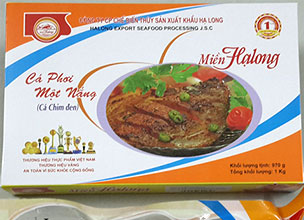 CÔNG TY CP CHẾ BIẾN THỦY SẢN XUẤT KHẨU HẠ LONG
HALONG EXPORT SEAFOOD PROCESSING J.S.C
1
Miền Halong
Cá Phơi
Một Nắng
(Cá Chim đen)
THƯƠNG HIỆU THỰC PHẨM VIỆT NAM
THƯƠNG HIỆU VÀNG
AN TOÀN VÌ SỨC KHỎE CỘNG ĐỒNG
Khối lượng tịnh: 970 g
Tổng khối lượng: 1 Kg